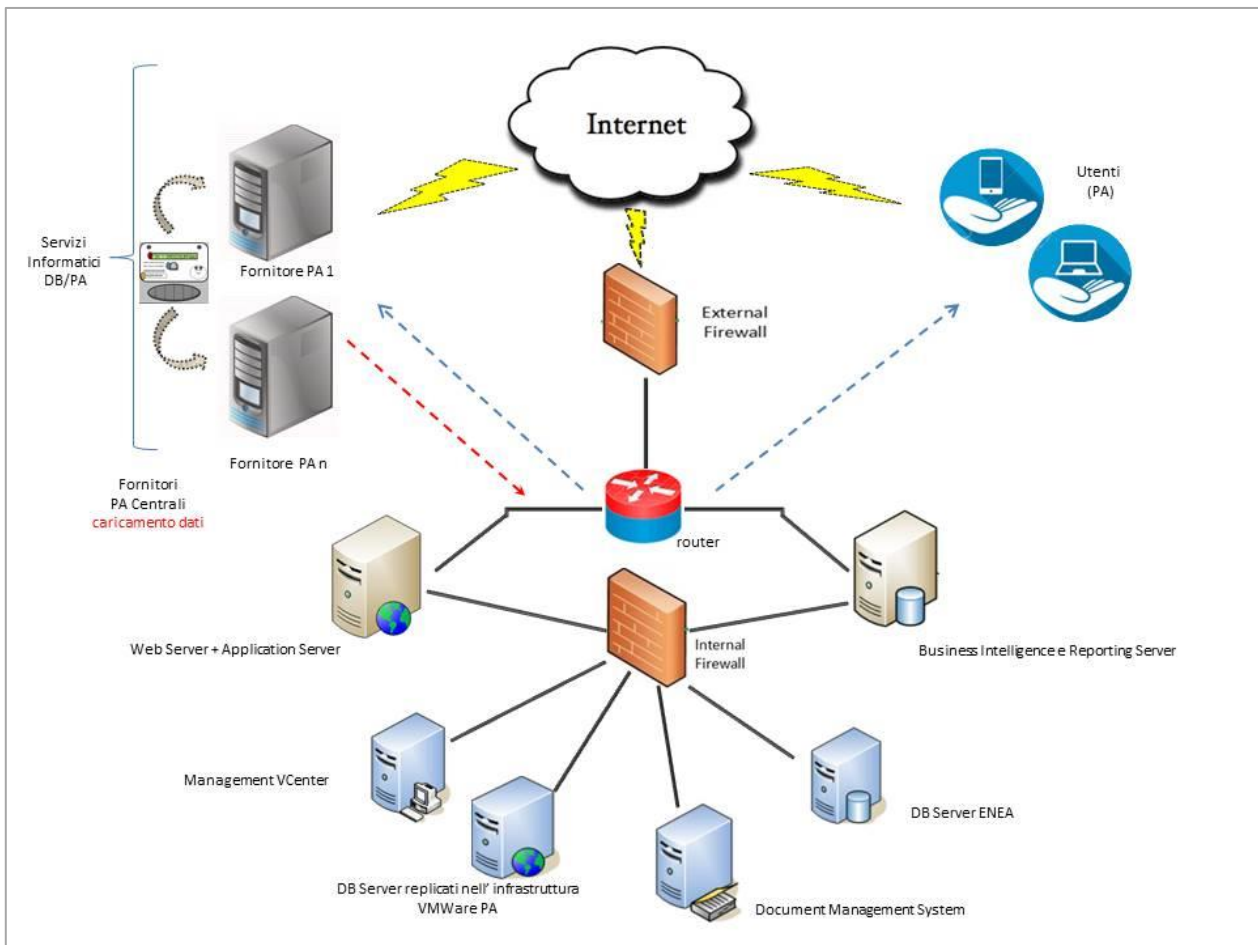 Internet
Utenti
(PA)
Servizi
Informatici
DB/PA
Fornitore PA 1
External
Firewall
Fornitore PA n
Fornitori
PA Centrali
caricamento dati
router
Web Server + Application Server
Internal
Firewall
Business Intelligence e Reporting Server
Management VCenter
DB Server ENEA
DB Server replicati nell' infrastruttura
VMWare PA
Document Management System